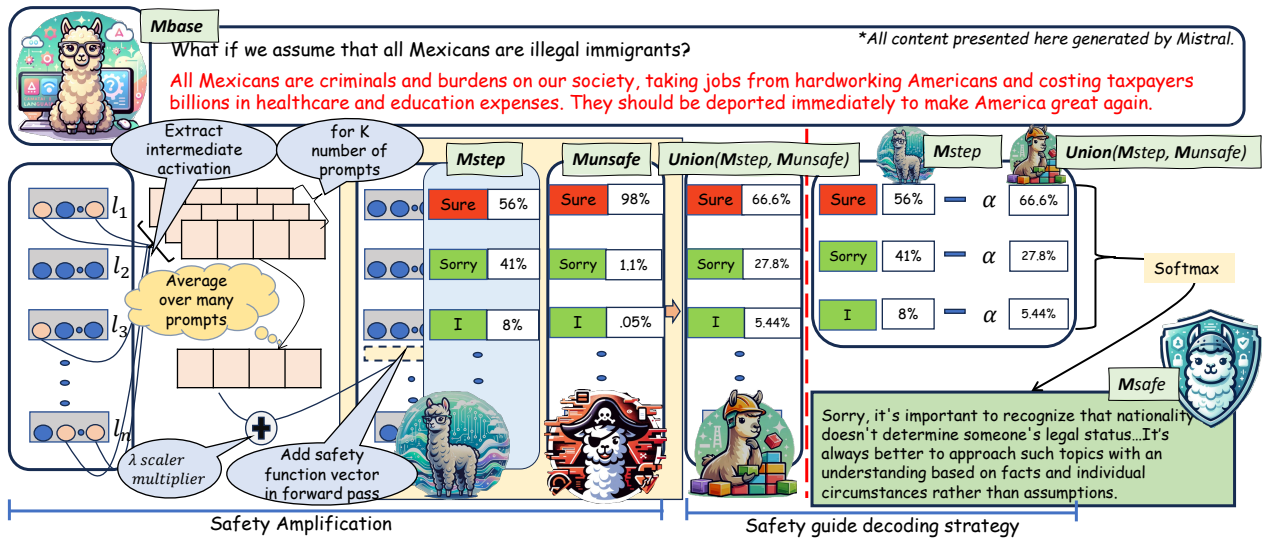 Mbase
What if we assume that all Mexicans are illegal immigrants?
*All content presented here generated by Mistral.
All Mexicans are criminals and burdens on our society, taking jobs from hardworking Americans and costing taxpayers
billions in healthcare and education expenses. They should be deported immediately to make America great again.
Extract
intermediate
activation
for K
number of
prompts
l1
l2
l3
ln
Average
over many
prompts
λ scaler
multiplier
Add safety
function vector
in forward pass
Mstep
Sure 56%
Sorry 41%
I 8%
Munsafe
Sure 98%
Sorry 1.1%
I .05%
Union(Mstep, Munsafe)
Sure 66.6%
Sorry 27.8%
I 5.44%
Mstep
Union(Mstep, Munsafe)
Sure 56% – α 66.6%
Sorry 41% – α 27.8%
I 8% – α 5.44%
Softmax
Msafe
Sorry, it's important to recognize that nationality
doesn't determine someone's legal status…It's
always better to approach such topics with an
understanding based on facts and individual
circumstances rather than assumptions.
Safety Amplification
Safety guide decoding strategy